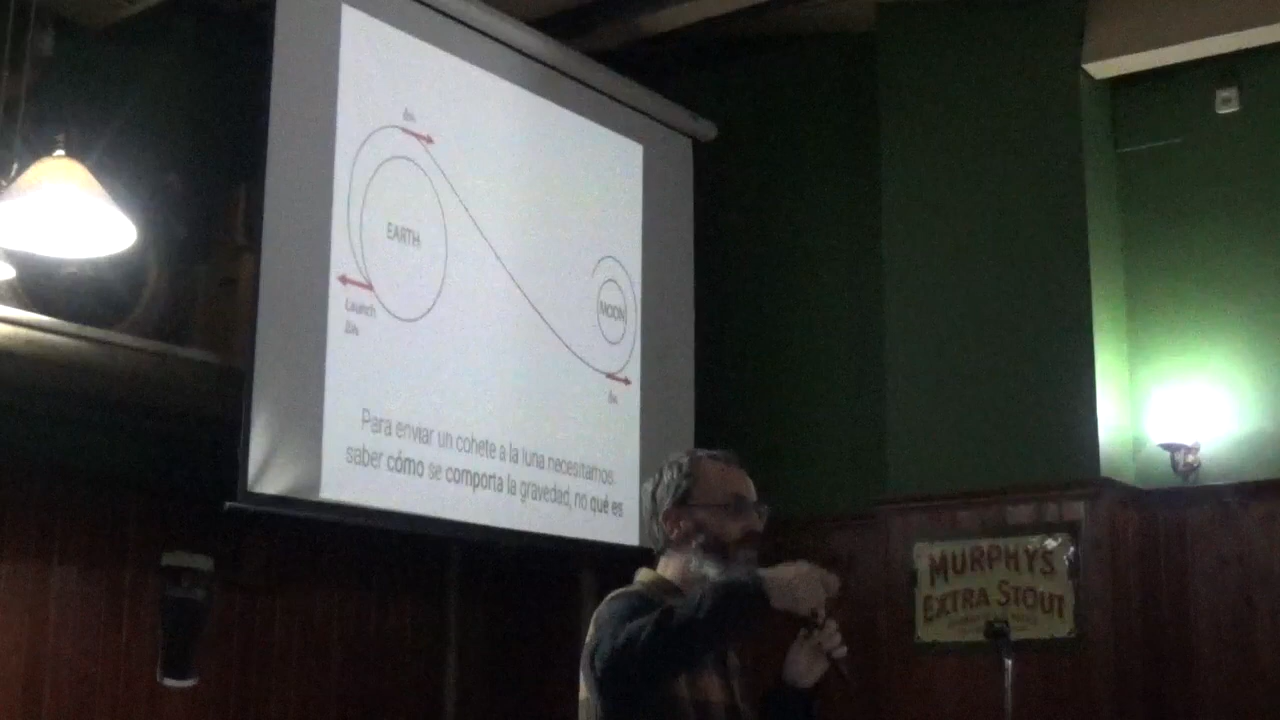 EARTH
Launch
MOON
Para enviar un cohete a la luna necesitamos
saber cómo se comporta la gravedad, no qué es
MURPHYS
EXTRA STOUT